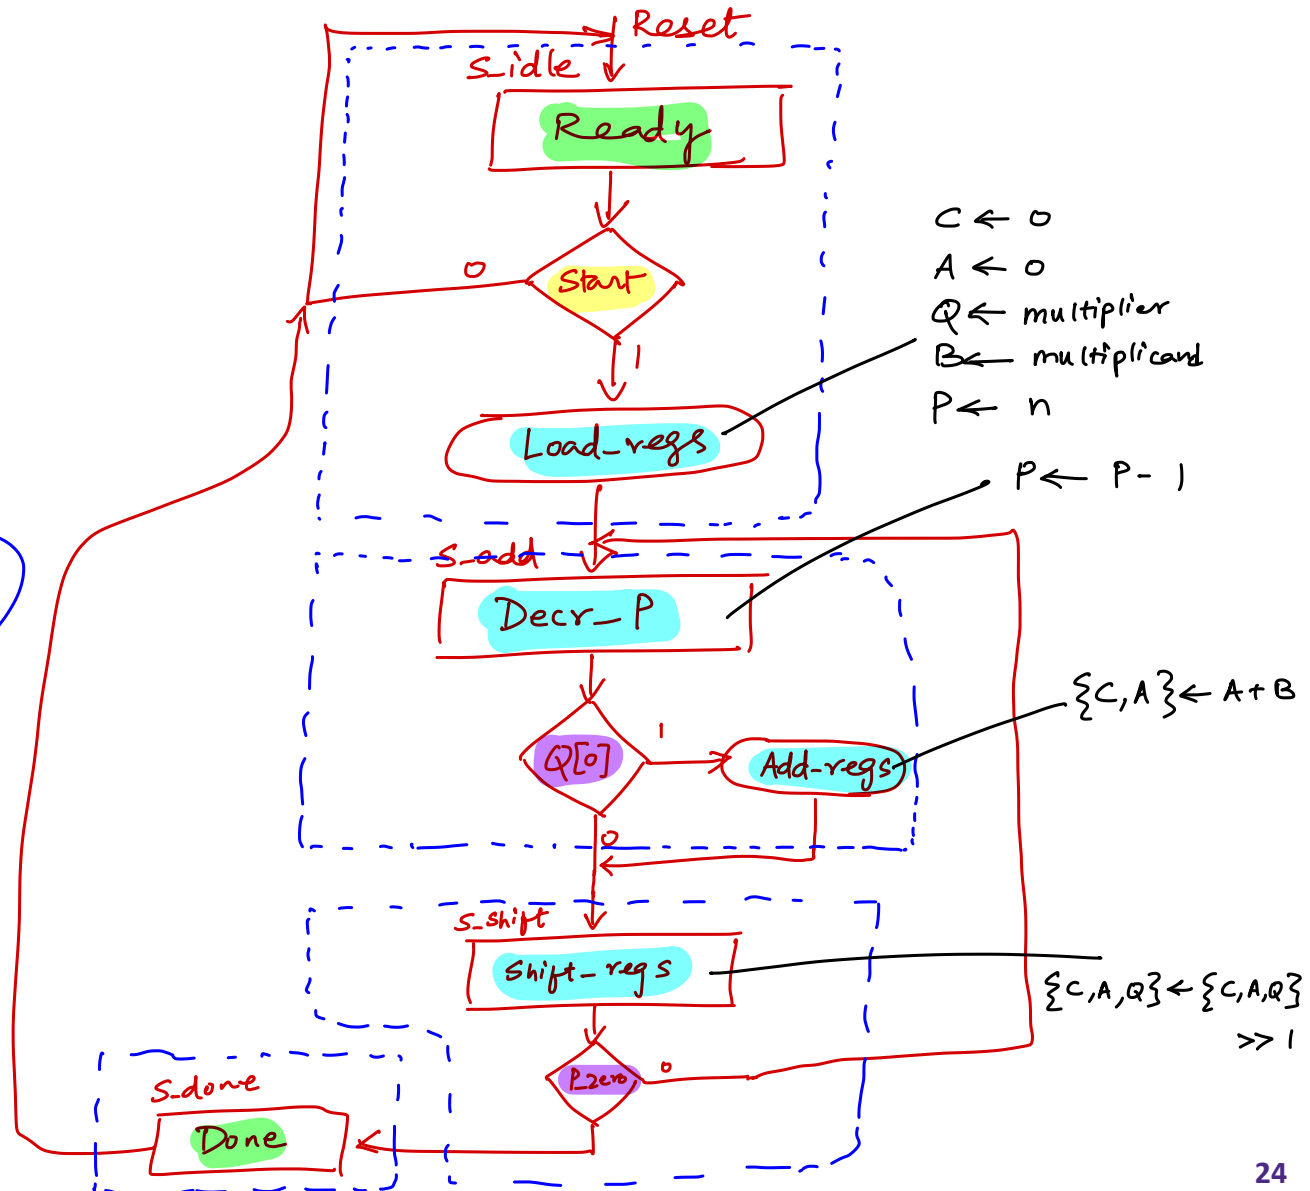 Reset
S_idle
Ready
C ← 0
A ← 0
Start
0
Q ← multiplier
1
B ← multiplicand
P ← n
Load_regs
P ← P - 1
S_add
Decr_P
{C,A} ← A + B
Q[0]
1
Add-regs
0
S_shift
Shift_regs
{C,A,Q} ← {C,A,Q}
>> 1
P_zero
0
S_done
Done
24